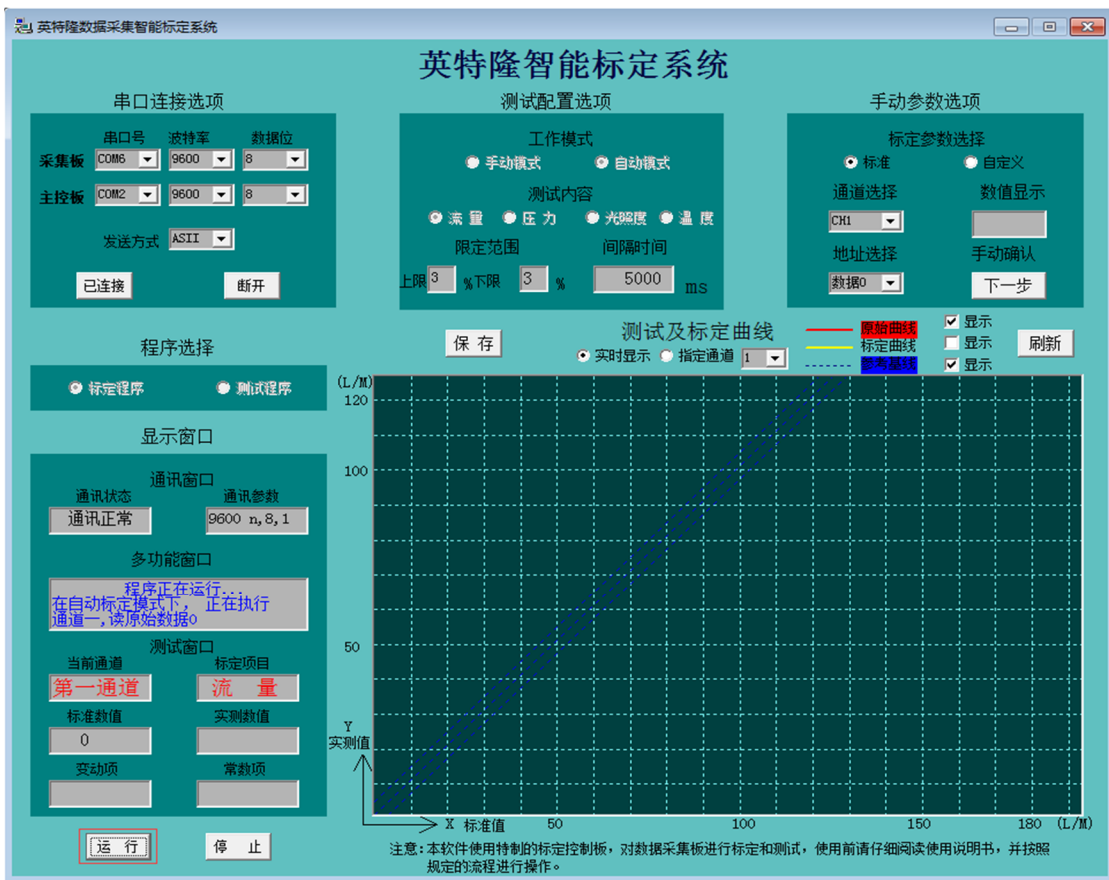 英特隆数据采集智能标定系统
英特隆智能标定系统
串口连接选项
串口号 波特率 数据位
采集板 COM6 9600 8
主控板 COM2 9600 8
发送方式 ASII
已连接 断开
测试配置选项
工作模式
手动模式 自动模式
测试内容
流 量 压 力 光照度 温 度
限定范围 间隔时间
上限 3 % 下限 3 % 5000 ms
手动参数选项
标定参数选择
标准 自定义
通道选择 数值显示
CH1
地址选择 手动确认
数据0 下一步
保 存
测试及标定曲线
实时显示 指定通道 1
原始曲线 显示
标定曲线 显示
参考基线 显示
刷新
程序选择
标定程序 测试程序
显示窗口
通讯窗口
通讯状态 通讯参数
通讯正常 9600 n,8,1
多功能窗口
程序正在运行...
在自动标定模式下, 正在执行
通道一,读原始数据0
测试窗口
当前通道 标定项目
第一通道 流 量
标准数值 实测数值
0
变动项 常数项
运 行 停 止
(L/M)
120
100
50
Y
实测值
X 标准值 50 100 150 180 (L/M)
注意:本软件使用特制的标定控制板,对数据采集板进行标定和测试,使用前请仔细阅读使用说明书,并按照
规定的流程进行操作。